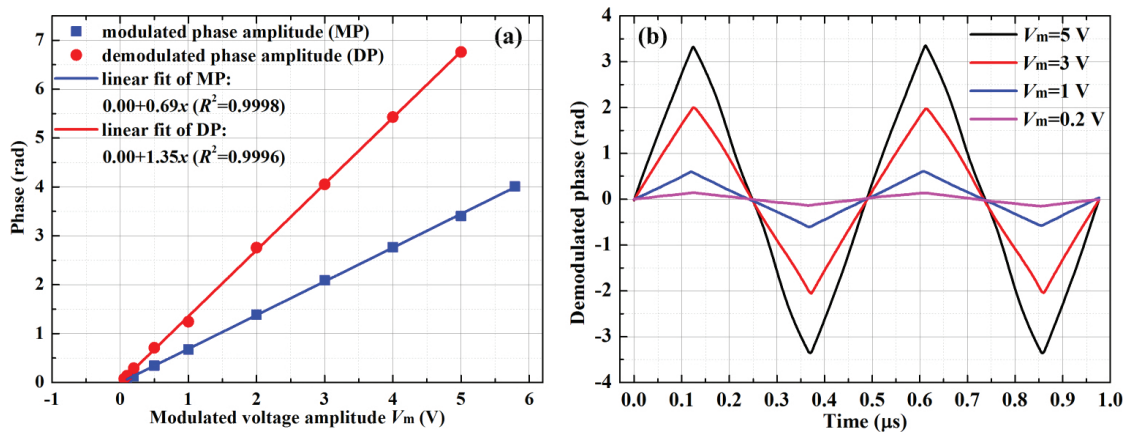 (a)
modulated phase amplitude (MP)
demodulated phase amplitude (DP)
linear fit of MP:
0.00+0.69x (R²=0.9998)
linear fit of DP:
0.00+1.35x (R²=0.9996)
Phase (rad)
7
6
5
4
3
2
1
0
-1 0 1 2 3 4 5 6
Modulated voltage amplitude Vm (V)
(b)
Vm=5 V
Vm=3 V
Vm=1 V
Vm=0.2 V
Demodulated phase (rad)
4
3
2
1
0
-1
-2
-3
-4
0.0 0.1 0.2 0.3 0.4 0.5 0.6 0.7 0.8 0.9 1.0
Time (μs)